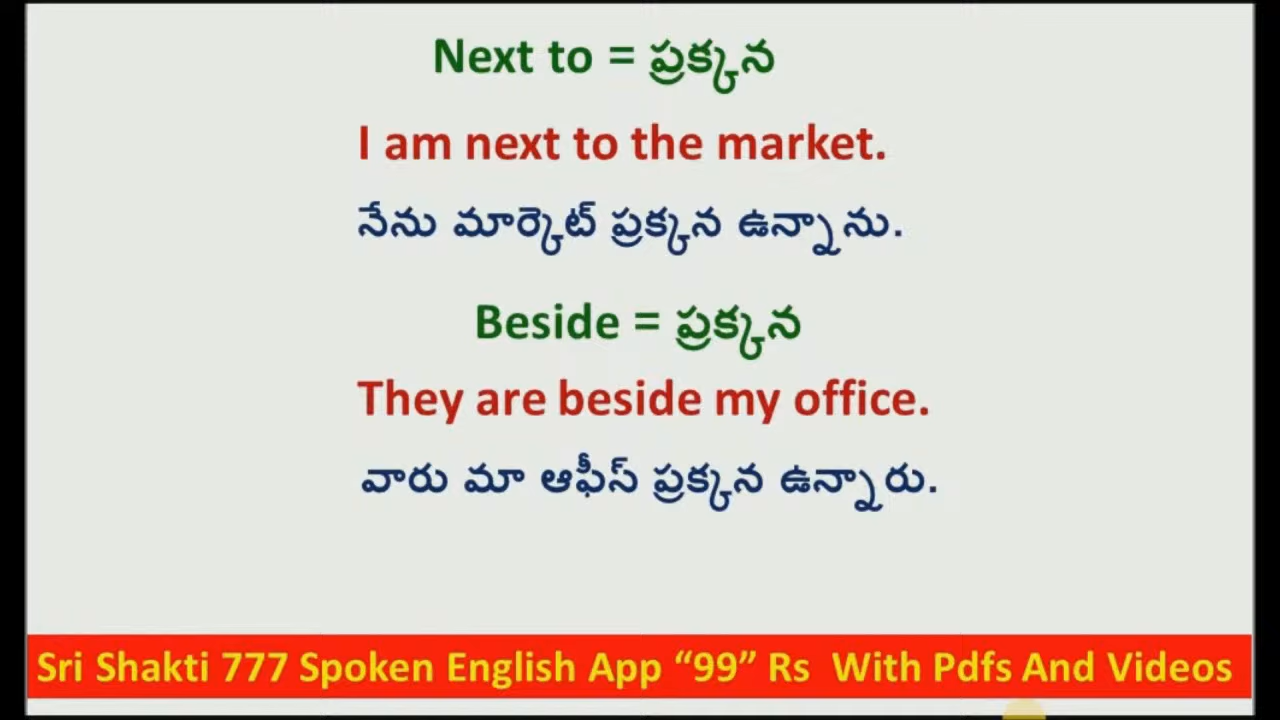 Next to = ప్రక్కన
I am next to the market.
నేను మార్కెట్ ప్రక్కన ఉన్నాను.
Beside = ప్రక్కన
They are beside my office.
వారు మా ఆఫీస్ ప్రక్కన ఉన్నారు.
Sri Shakti 777 Spoken English App “99” Rs With Pdfs And Videos